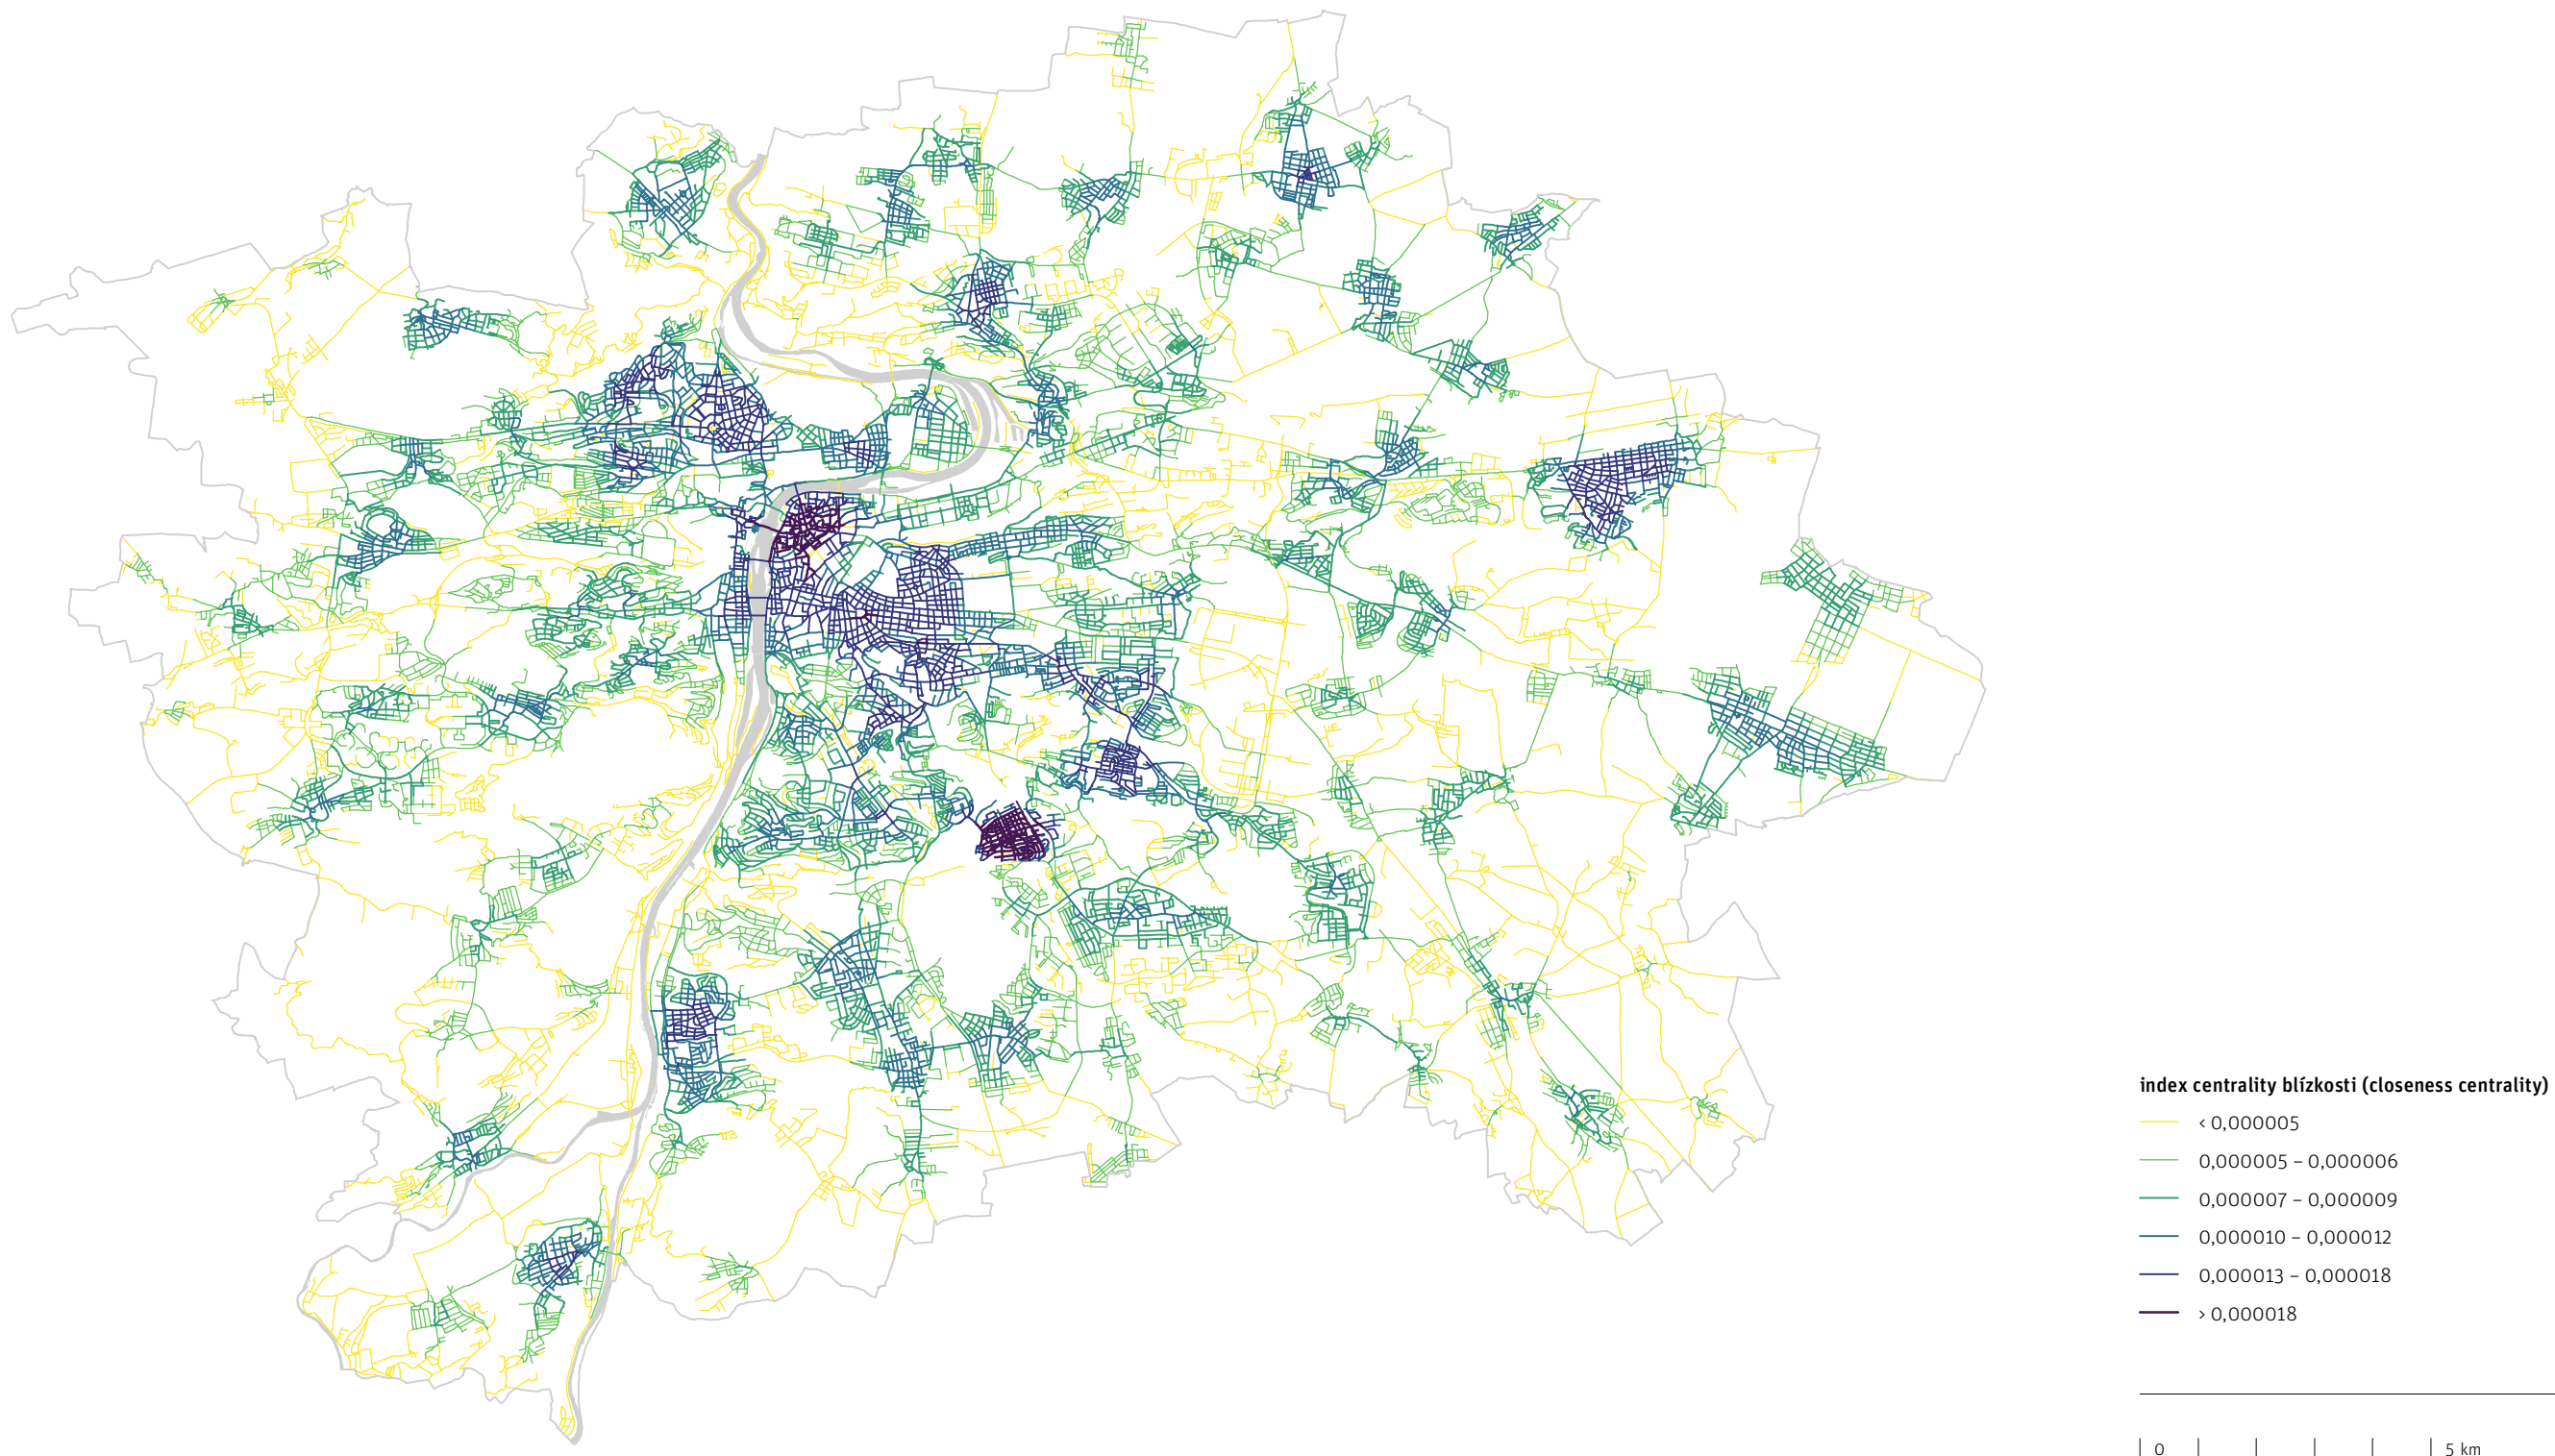 index centrality blízkosti (closeness centrality)
< 0,000005
0,000005 – 0,000006
0,000007 – 0,000009
0,000010 – 0,000012
0,000013 – 0,000018
> 0,000018
0 5 km